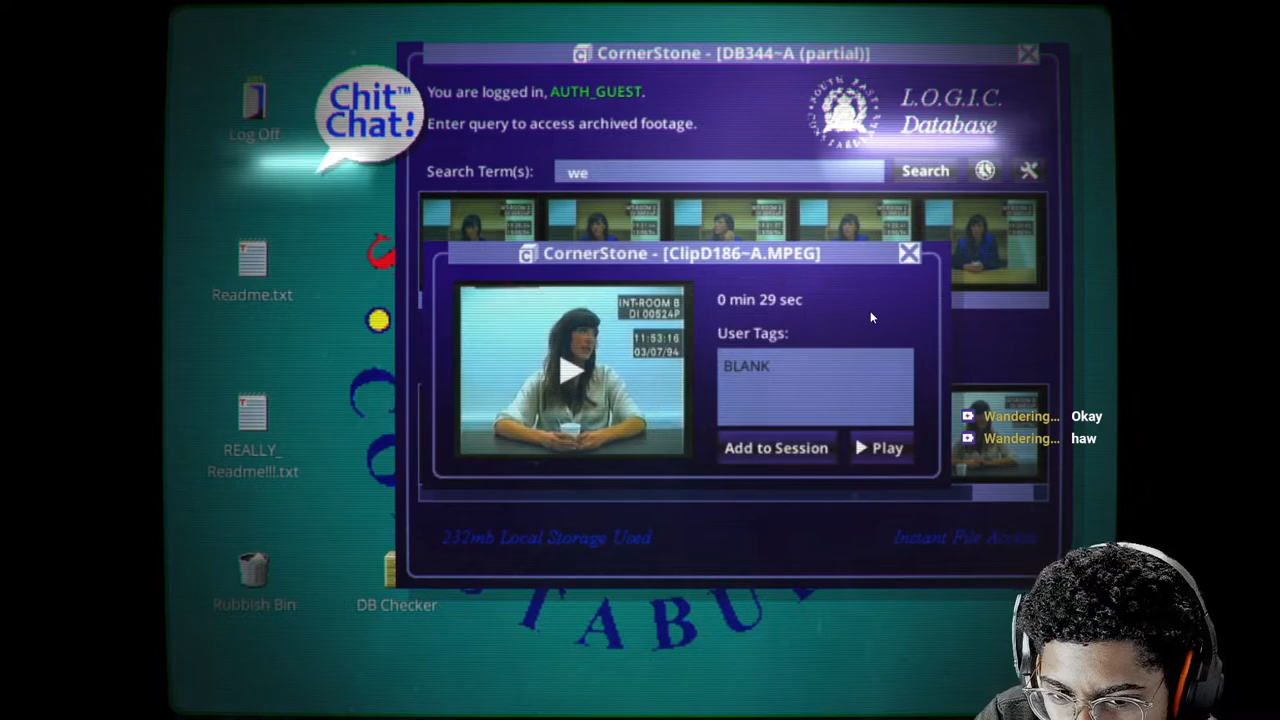 CornerStone - [DB344~A (partial)]
Chit Chat!™
You are logged in, AUTH_GUEST.
L.O.G.I.C.
Database
Log Off
Enter query to access archived footage.
Search Term(s):
we
Search
CornerStone - [ClipD186~A.MPEG]
Readme.txt
INT-ROOM B
DI 00524P
11:53:16
03/07/94
0 min 29 sec
User Tags:
BLANK
Wandering... Okay
Wandering... haw
Add to Session
Play
REALLY_
Readme!!!.txt
232mb Local Storage Used
Instant File Access
Rubbish Bin
DB Checker